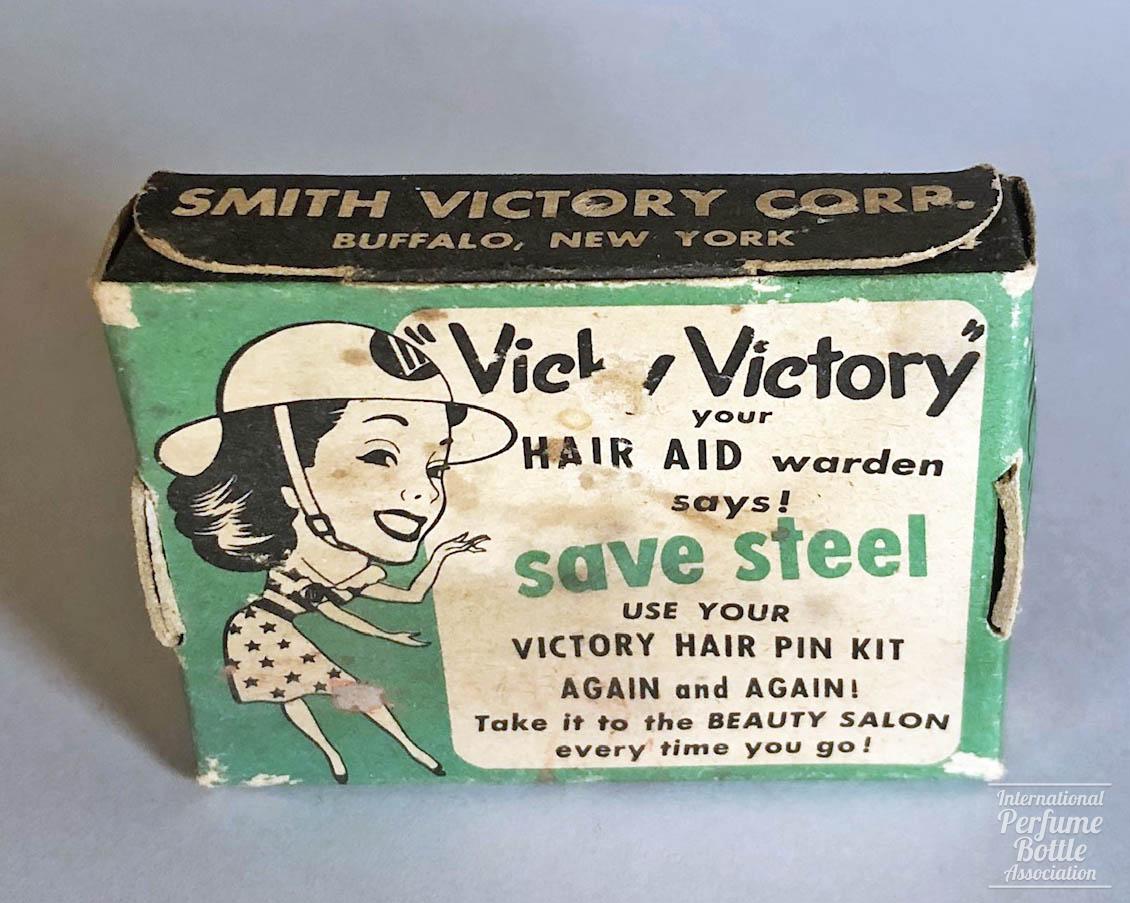 SMITH VICTORY CORP.
BUFFALO, NEW YORK
"Vicky Victory"
your
HAIR AID warden
says!
save steel
USE YOUR
VICTORY HAIR PIN KIT
AGAIN and AGAIN!
Take it to the BEAUTY SALON
every time you go!
International
Perfume
Bottle
Association